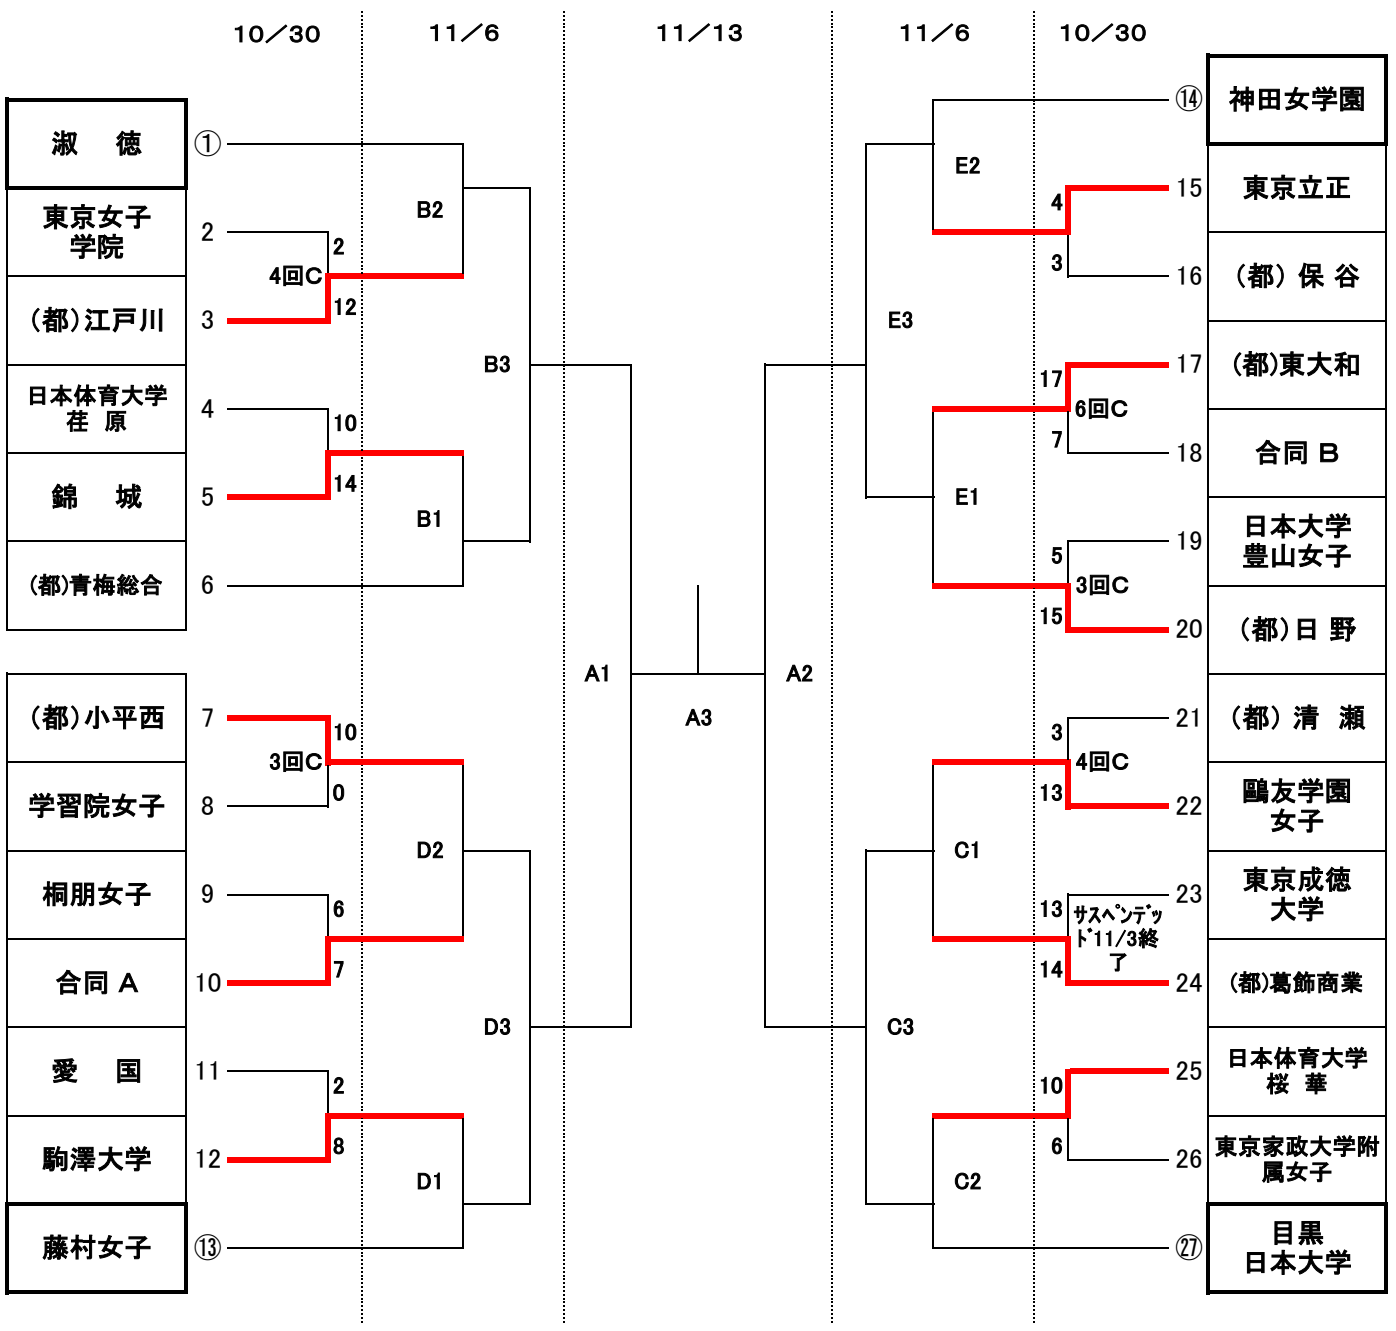 10／30
11／6
11／13
11／6
10／30
淑 徳
①
東京女子
学院
2
(都)江戸川
3
2
4回C
12
B2
日本体育大学
荏 原
4
錦 城
5
10
14
(都)青梅総合
6
B1
B3
(都)小平西
7
学習院女子
8
10
3回C
0
桐朋女子
9
合同 A
10
6
7
D2
愛 国
11
駒澤大学
12
2
8
藤村女子
⑬
D1
D3
A1
A3
A2
⑭
神田女学園
E2
15
東京立正
16
(都) 保 谷
4
3
E3
17
(都)東大和
18
合同 B
17
6回C
7
E1
19
日本大学
豊山女子
20
(都)日 野
5
3回C
15
21
(都) 清 瀬
22
鷗友学園
女子
3
4回C
13
C1
23
東京成徳
大学
24
(都)葛飾商業
13
サスペンデッ
ド11/3終
了
14
C3
25
日本体育大学
桜 華
26
東京家政大学附
属女子
10
6
C2
㉗
目黒
日本大学